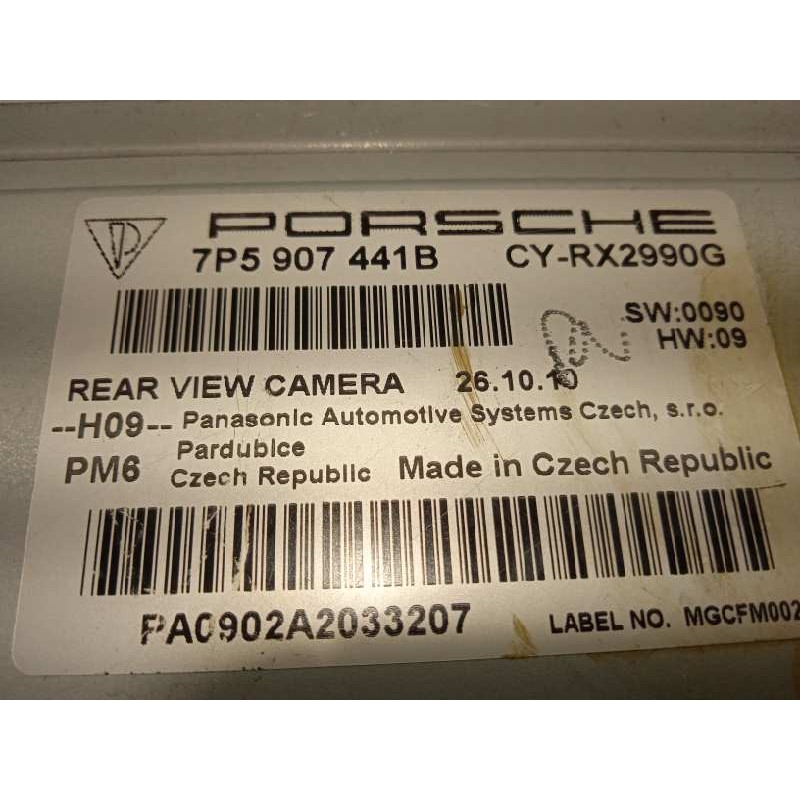 PORSCHE
7P5 907 441B CY-RX2990G
SW:0090
HW:09
REAR VIEW CAMERA 26.10.10
--H09-- Panasonic Automotive Systems Czech, s.r.o.
Pardubice
PM6 Czech Republic Made in Czech Republic
PA0902A2033207 LABEL NO. MGCFM002